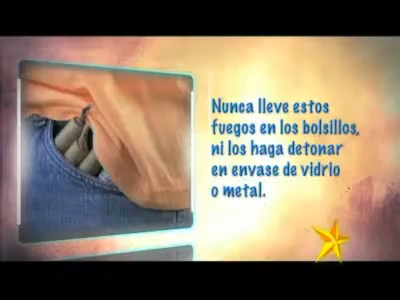 Nunca lleve estos
fuegos en los bolsillos,
ni los haga detonar
en envase de vidrio
o metal.